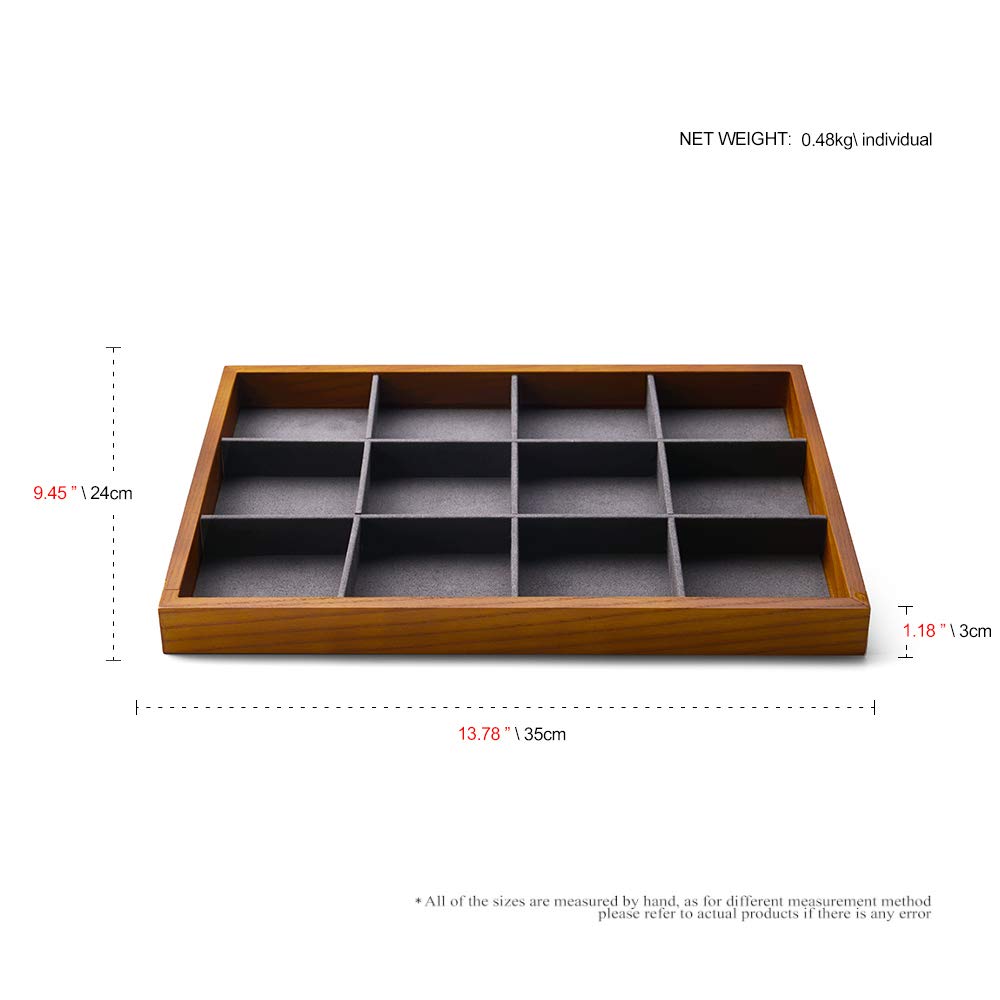 NET WEIGHT: 0.48kg\ individual
9.45 ” \ 24cm
1.18 ” \ 3cm
13.78 ” \ 35cm
* All of the sizes are measured by hand, as for different measurement method
please refer to actual products if there is any error